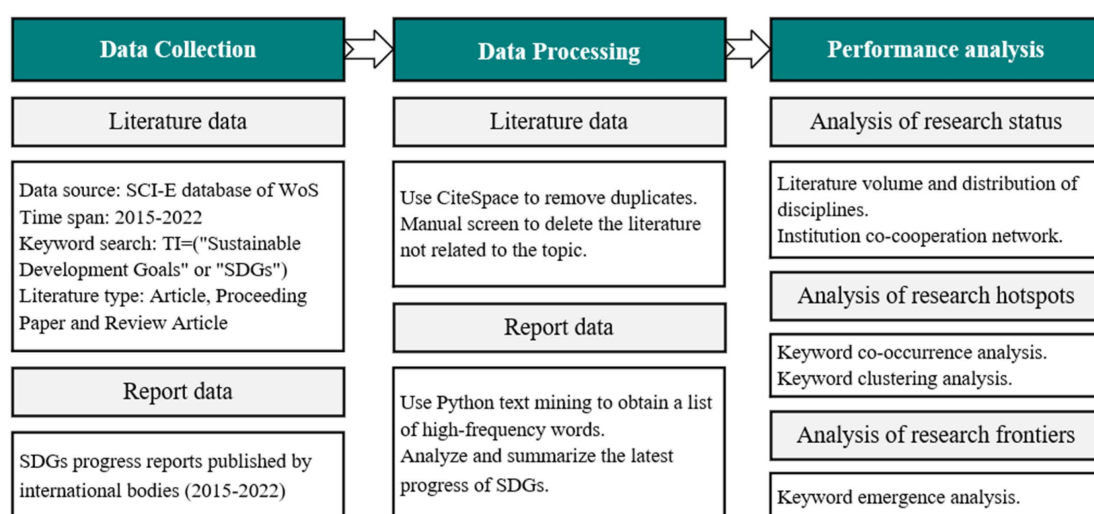 Data Collection
Literature data
Data source: SCI-E database of WoS
Time span: 2015-2022
Keyword search: TI=("Sustainable
Development Goals" or "SDGs")
Literature type: Article, Proceeding
Paper and Review Article
Report data
SDGs progress reports published by
international bodies (2015-2022)
Data Processing
Literature data
Use CiteSpace to remove duplicates.
Manual screen to delete the literature
not related to the topic.
Report data
Use Python text mining to obtain a list
of high-frequency words.
Analyze and summarize the latest
progress of SDGs.
Performance analysis
Analysis of research status
Literature volume and distribution of
disciplines.
Institution co-cooperation network.
Analysis of research hotspots
Keyword co-occurrence analysis.
Keyword clustering analysis.
Analysis of research frontiers
Keyword emergence analysis.